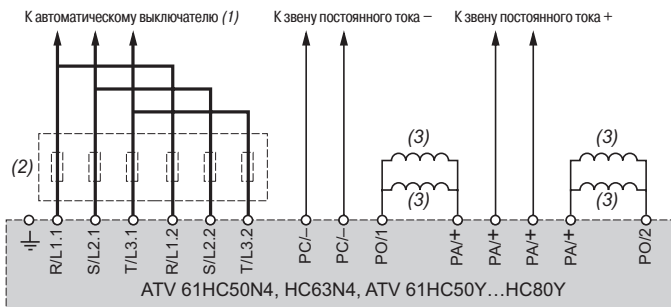 К автоматическому выключателю (1)
К звену постоянного тока –
К звену постоянного тока +
(2)
(3)
(3)
(3)
(3)
R/L1.1
S/L2.1
T/L3.1
R/L1.2
S/L2.2
T/L3.2
PC/–
PC/–
PO/1
PA/+
PA/+
PA/+
PA/+
PO/2
ATV 61HC50N4, HC63N4, ATV 61HC50Y...HC80Y